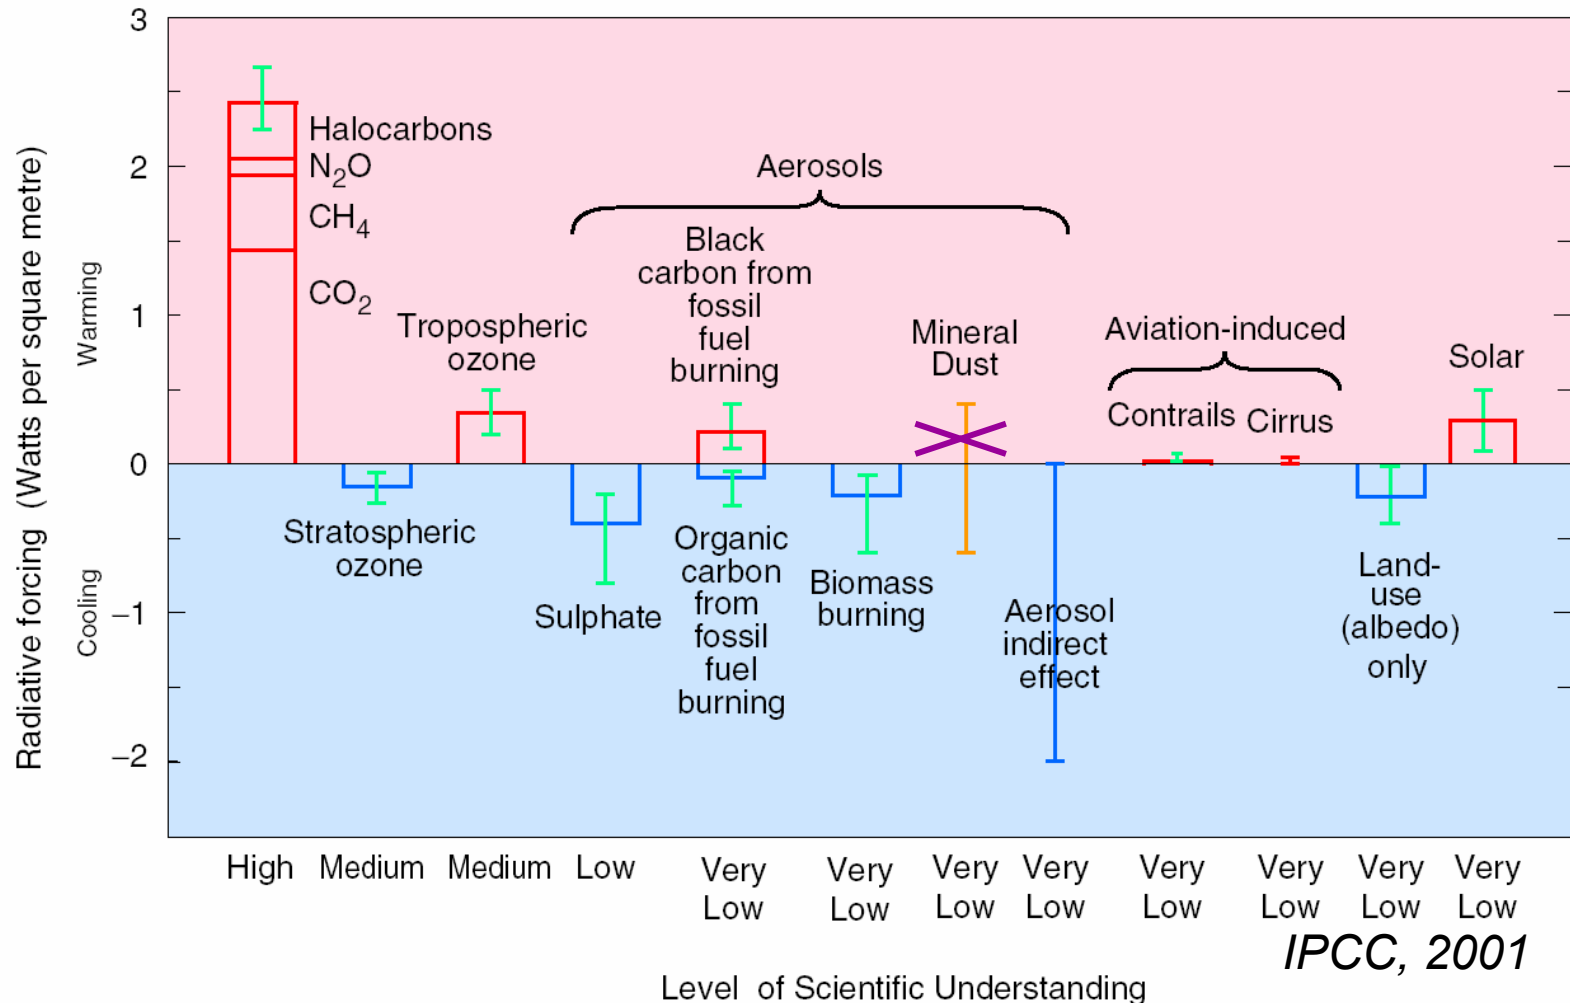 3
2
1
0
−1
−2
Radiative forcing (Watts per square metre)
Warming
Cooling
Halocarbons
N₂O
CH₄
CO₂
Tropospheric
ozone
Stratospheric
ozone
Aerosols
Sulphate
Black
carbon from
fossil
fuel
burning
Organic
carbon
from
fossil
fuel
burning
Biomass
burning
Mineral
Dust
Aerosol
indirect
effect
Aviation-induced
Contrails
Cirrus
Land-
use
(albedo)
only
Solar
High
Medium
Medium
Low
Very
Low
Very
Low
Very
Low
Very
Low
Very
Low
Very
Low
Very
Low
Very
Low
IPCC, 2001
Level of Scientific Understanding